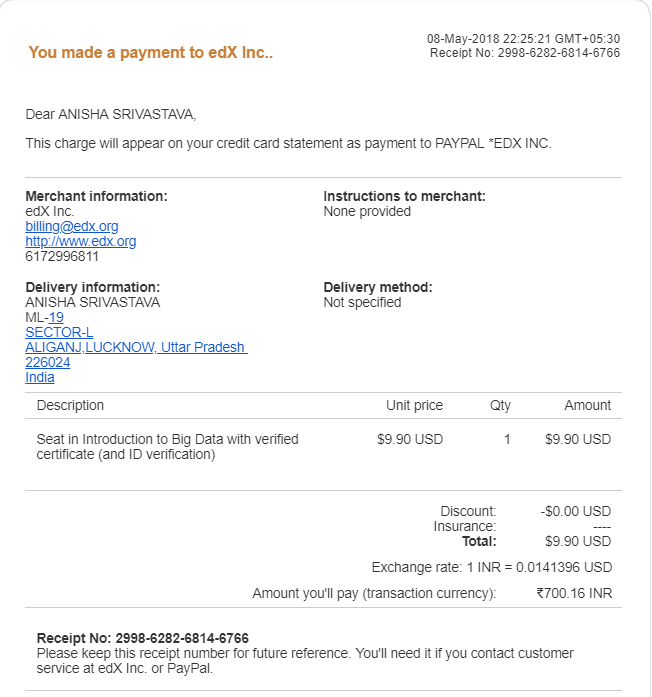 You made a payment to edX Inc..
08-May-2018 22:25:21 GMT+05:30
Receipt No: 2998-6282-6814-6766
Dear ANISHA SRIVASTAVA,
This charge will appear on your credit card statement as payment to PAYPAL *EDX INC.
Merchant information:
edX Inc.
billing@edx.org
http://www.edx.org
6172996811
Instructions to merchant:
None provided
Delivery information:
ANISHA SRIVASTAVA
ML-19
SECTOR-L
ALIGANJ,LUCKNOW, Uttar Pradesh
226024
India
Delivery method:
Not specified
Description Unit price Qty Amount
Seat in Introduction to Big Data with verified $9.90 USD 1 $9.90 USD
certificate (and ID verification)
Discount: -$0.00 USD
Insurance: ----
Total: $9.90 USD
Exchange rate: 1 INR = 0.0141396 USD
Amount you'll pay (transaction currency): ₹700.16 INR
Receipt No: 2998-6282-6814-6766
Please keep this receipt number for future reference. You'll need it if you contact customer
service at edX Inc. or PayPal.